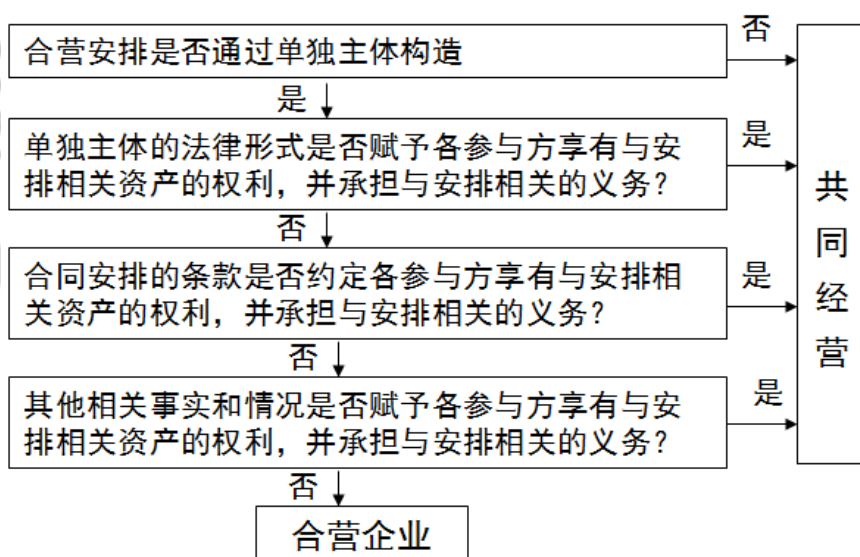 合营安排是否通过单独主体构造
否
是
单独主体的法律形式是否赋予各参与方享有与安
排相关资产的权利，并承担与安排相关的义务？
是
否
合同安排的条款是否约定各参与方享有与安排相
关资产的权利，并承担与安排相关的义务？
是
否
其他相关事实和情况是否赋予各参与方享有与安
排相关资产的权利，并承担与安排相关的义务？
是
否
合营企业
共
同
经
营